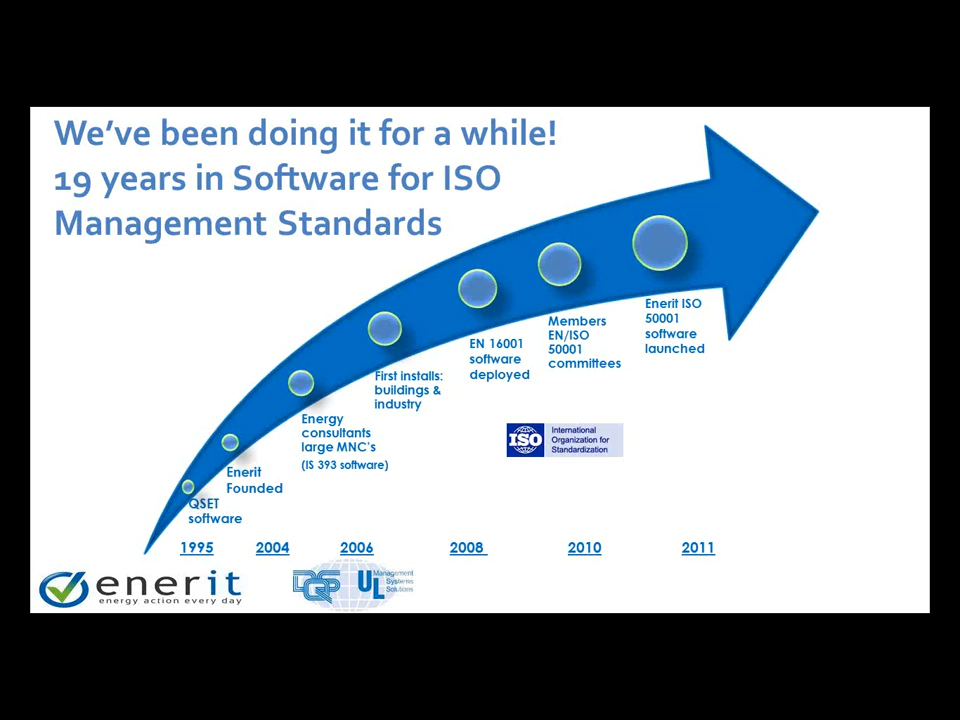 We've been doing it for a while!
19 years in Software for ISO
Management Standards
Enerit ISO
50001
software
launched
Members
EN/ISO
50001
committees
EN 16001
software
deployed
First installs:
buildings &
industry
Energy
consultants
large MNC's
(IS 393 software)
Enerit
Founded
QSET
software
ISO
International
Organization for
Standardization
1995 2004 2006 2008 2010 2011
enerit
energy action every day
DQS
UL
Management
Systems
Solutions